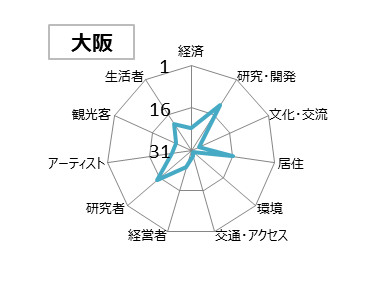 大阪
経済
1
研究・開発
生活者
16
文化・交流
観光客
31
居住
アーティスト
環境
研究者
交通・アクセス
経営者